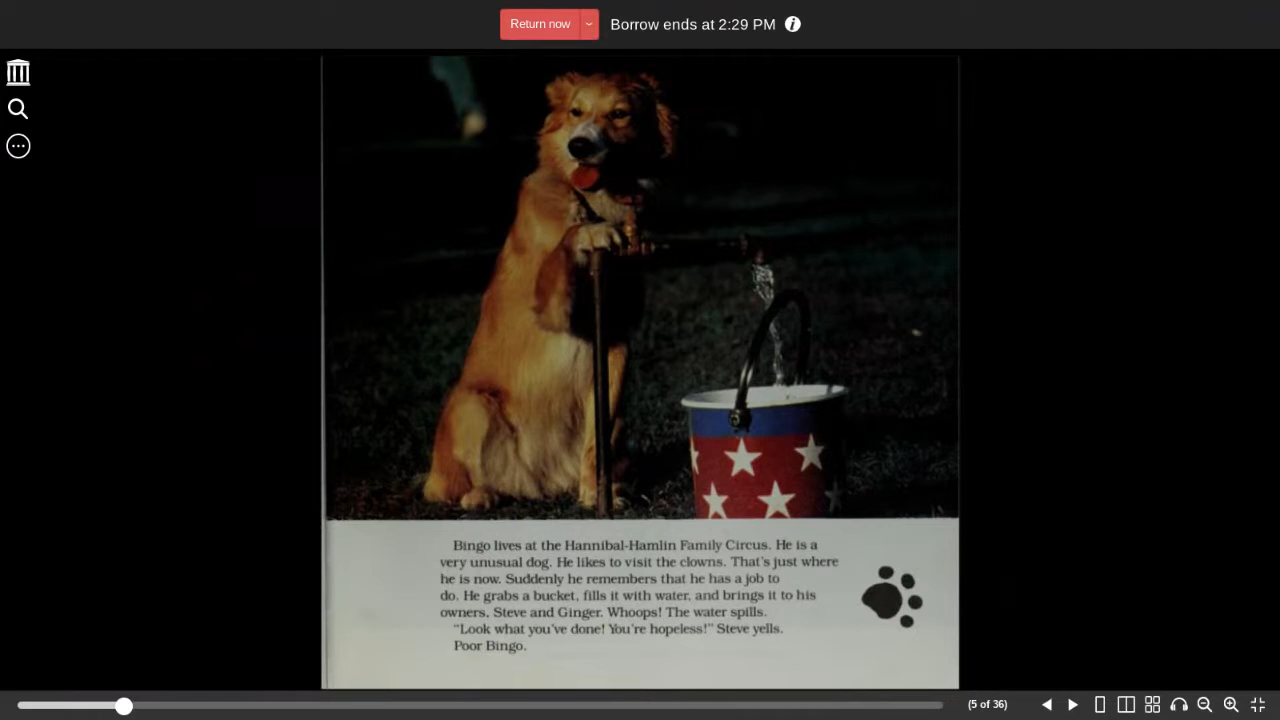 Return now
Borrow ends at 2:29 PM
Bingo lives at the Hannibal-Hamlin Family Circus. He is a
very unusual dog. He likes to visit the clowns. That's just where
he is now. Suddenly he remembers that he has a job to
do. He grabs a bucket, fills it with water, and brings it to his
owners, Steve and Ginger. Whoops! The water spills.
"Look what you've done! You're hopeless!" Steve yells.
Poor Bingo.
(5 of 36)